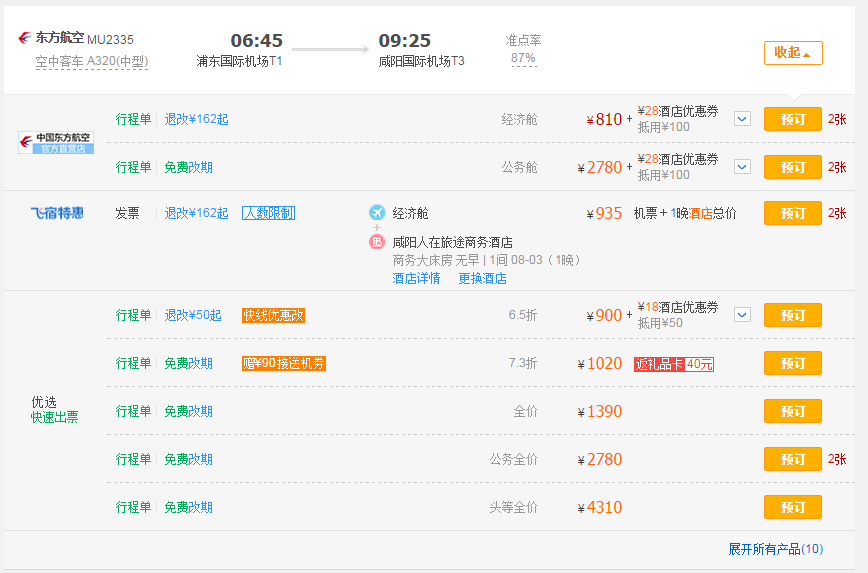 东方航空 MU2335
空中客车 A320(中型)
06:45
浦东国际机场T1
09:25
咸阳国际机场T3
准点率
87%
收起
中国东方航空
官方直营店
行程单 退改¥162起 经济舱 ¥810 + ¥28酒店优惠券 预订 2张
抵用¥100
行程单 免费改期 公务舱 ¥2780 + ¥28酒店优惠券 预订 2张
抵用¥100
飞宿特惠 发票 退改¥162起 人数限制 经济舱 ¥935 机票+1晚酒店总价 预订 2张
+
咸阳人在旅途商务酒店
商务大床房 无早 | 1间 08-03（1晚）
酒店详情 更换酒店
行程单 退改¥50起 快线优惠改 6.5折 ¥900 + ¥18酒店优惠券 预订
抵用¥50
行程单 免费改期 赠¥90接送机券 7.3折 ¥1020 返礼品卡 40元 预订
优选
快速出票
行程单 免费改期 全价 ¥1390 预订
行程单 免费改期 公务全价 ¥2780 预订 2张
行程单 免费改期 头等全价 ¥4310 预订
展开所有产品(10)